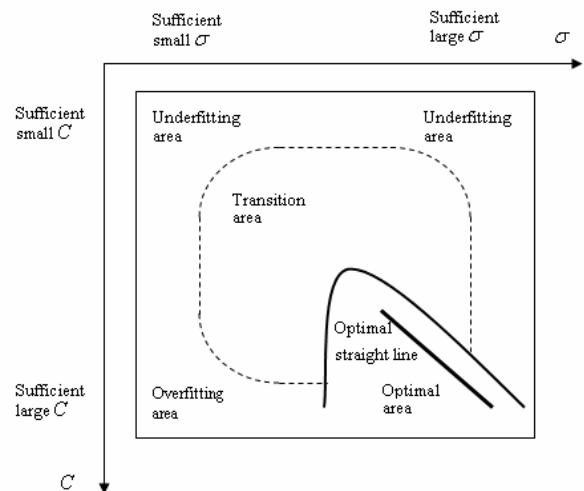 Sufficient
small σ
Sufficient
large σ
σ
Sufficient
small C
Underfitting
area
Underfitting
area
Transition
area
Optimal
straight line
Sufficient
large C
Overfitting
area
Optimal
area
C